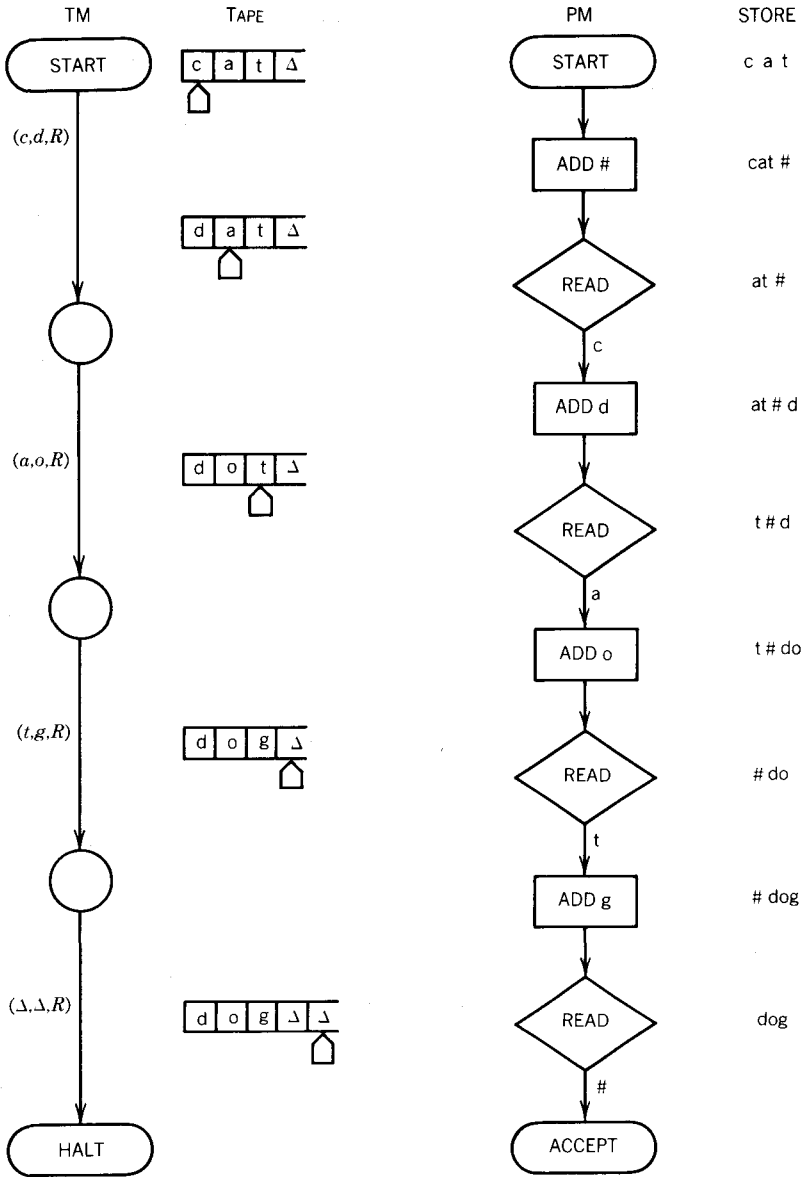 TM TAPE PM STORE
START c a t Δ START c a t
(c,d,R)
ADD # cat #
d a t Δ
READ at #
c
ADD d at # d
(a,o,R) d o t Δ
READ t # d
a
ADD o t # do
(t,g,R) d o g Δ
READ # do
t
ADD g # dog
(Δ,Δ,R) d o g Δ Δ READ dog
#
HALT ACCEPT